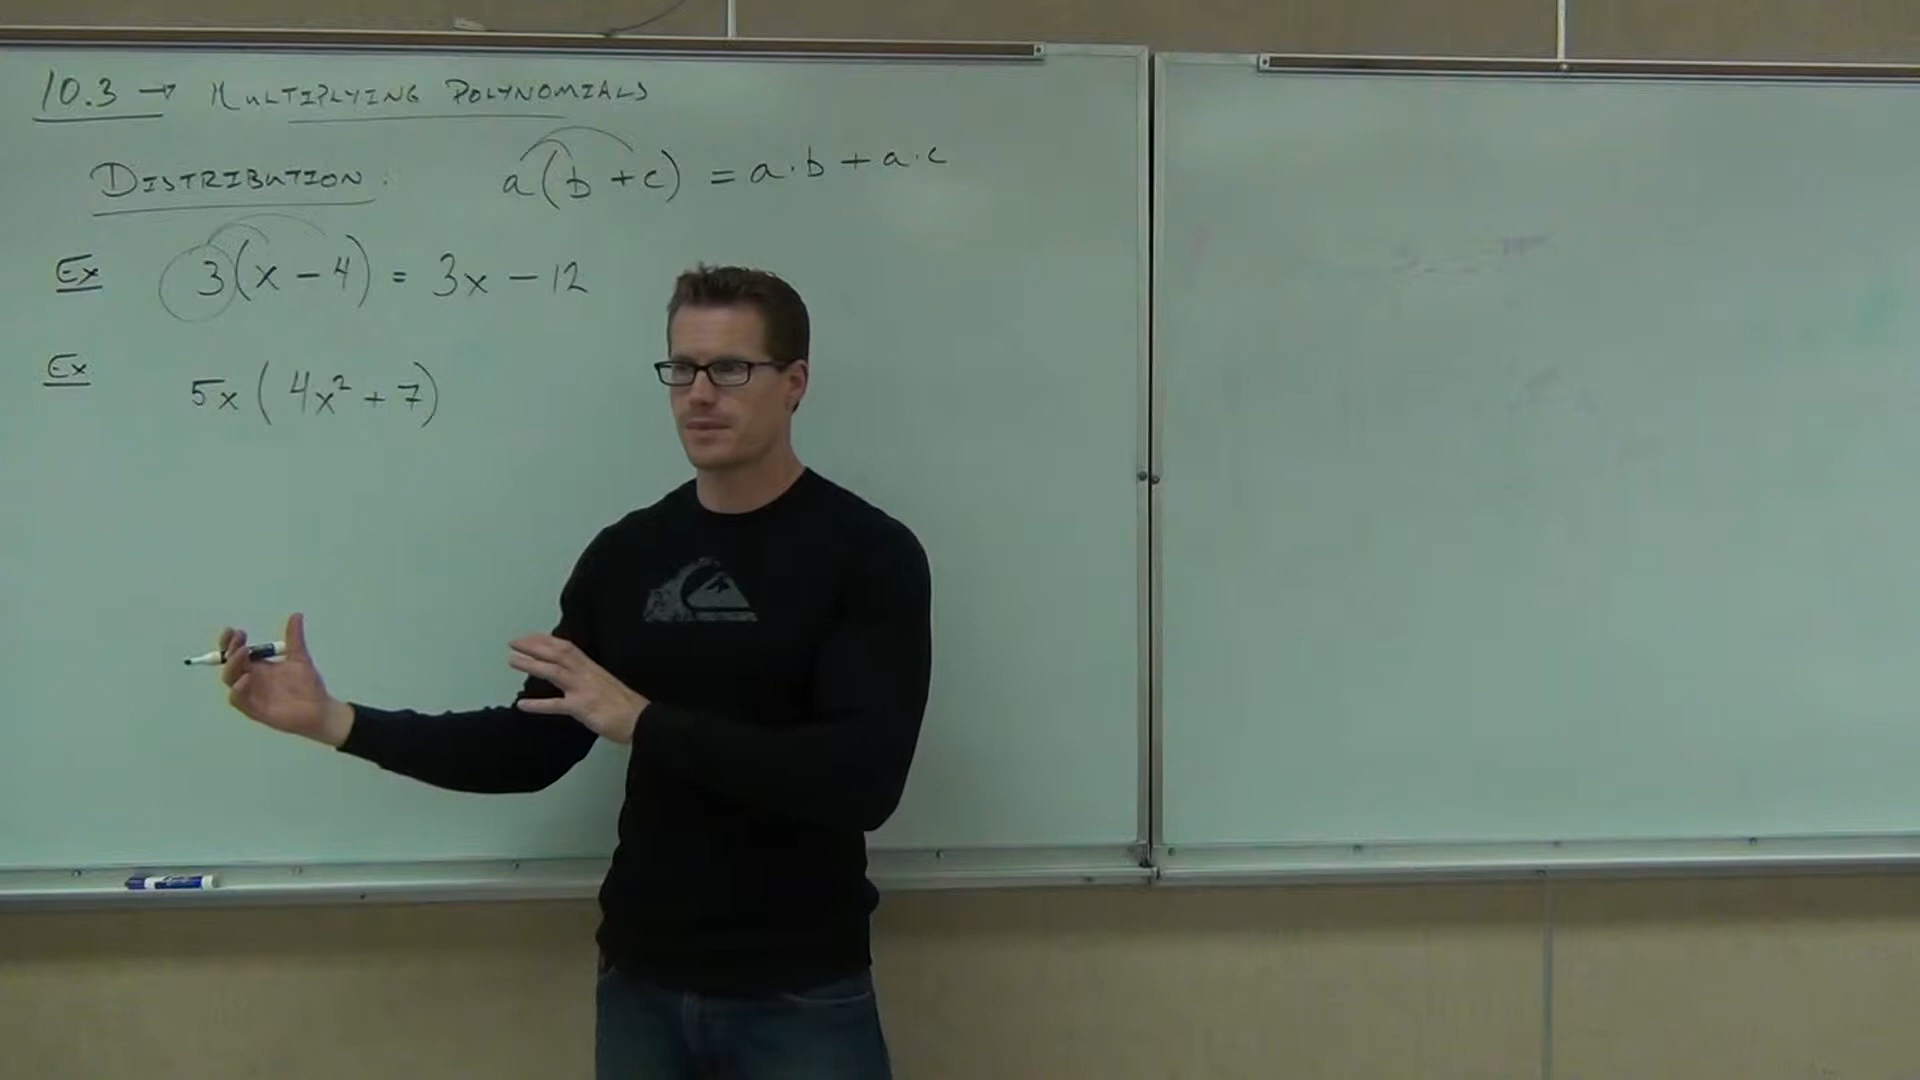 10.3 → MULTIPLYING POLYNOMIALS
DISTRIBUTION: a(b+c) = a·b + a·c
Ex 3(x - 4) = 3x - 12
Ex 5x(4x² + 7)